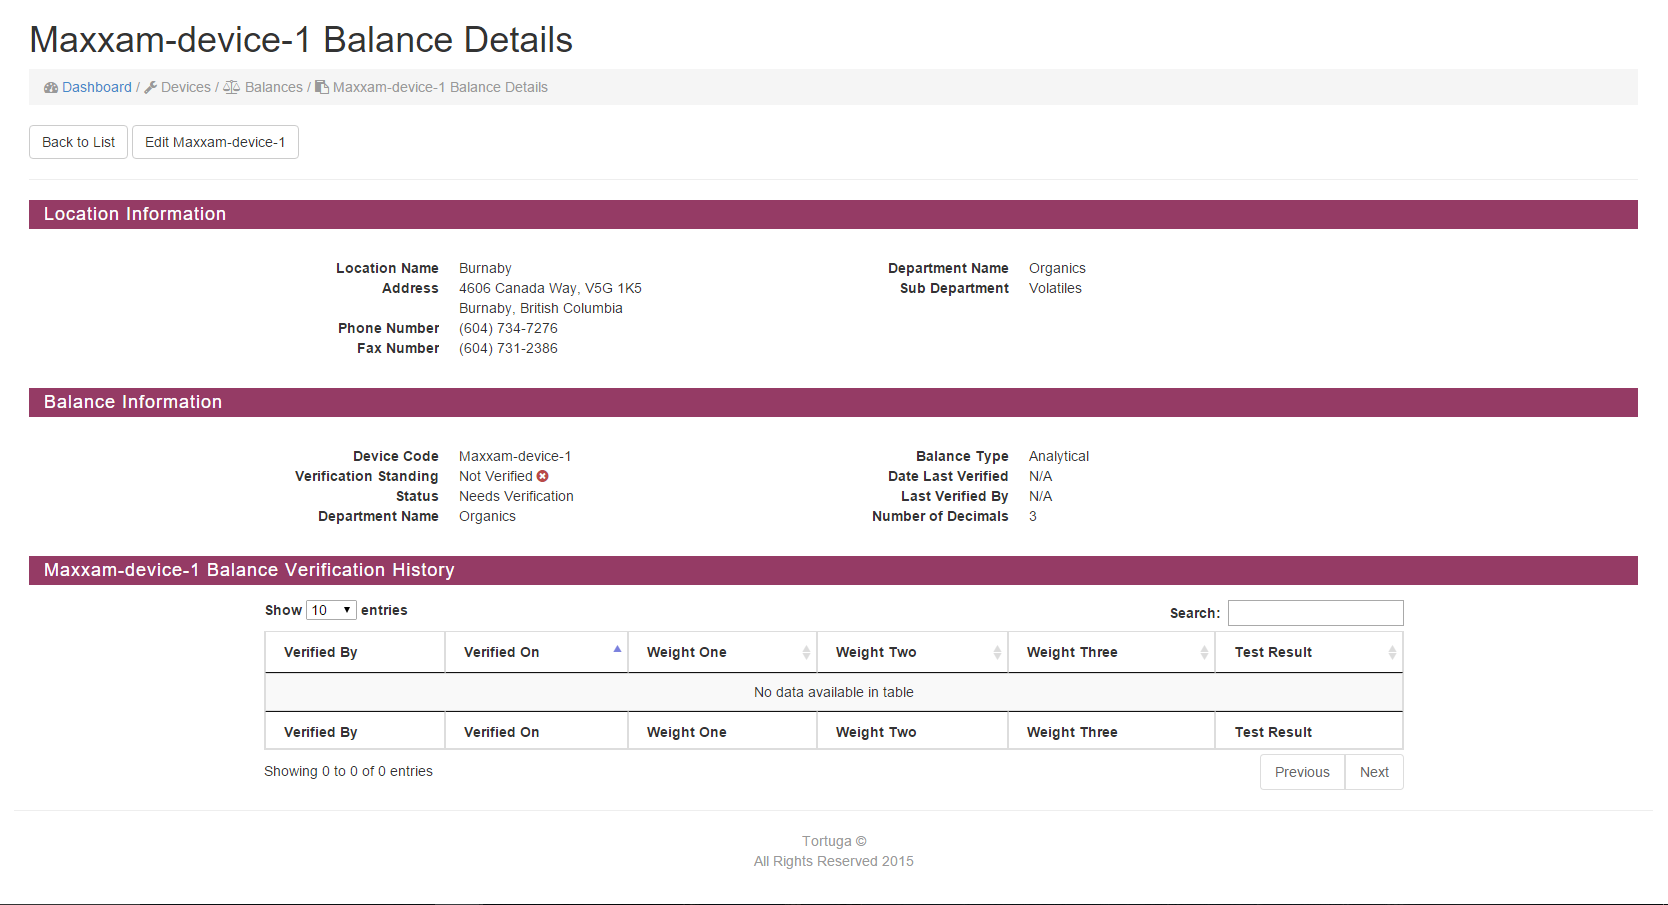 Maxxam-device-1 Balance Details
Dashboard / Devices / Balances / Maxxam-device-1 Balance Details
Back to List Edit Maxxam-device-1
Location Information
Location Name Burnaby Department Name Organics
Address 4606 Canada Way, V5G 1K5 Sub Department Volatiles
Burnaby, British Columbia
Phone Number (604) 734-7276
Fax Number (604) 731-2386
Balance Information
Device Code Maxxam-device-1 Balance Type Analytical
Verification Standing Not Verified Date Last Verified N/A
Status Needs Verification Last Verified By N/A
Department Name Organics Number of Decimals 3
Maxxam-device-1 Balance Verification History
Show 10 entries Search:
Verified By Verified On Weight One Weight Two Weight Three Test Result
No data available in table
Verified By Verified On Weight One Weight Two Weight Three Test Result
Showing 0 to 0 of 0 entries Previous Next
Tortuga ©
All Rights Reserved 2015